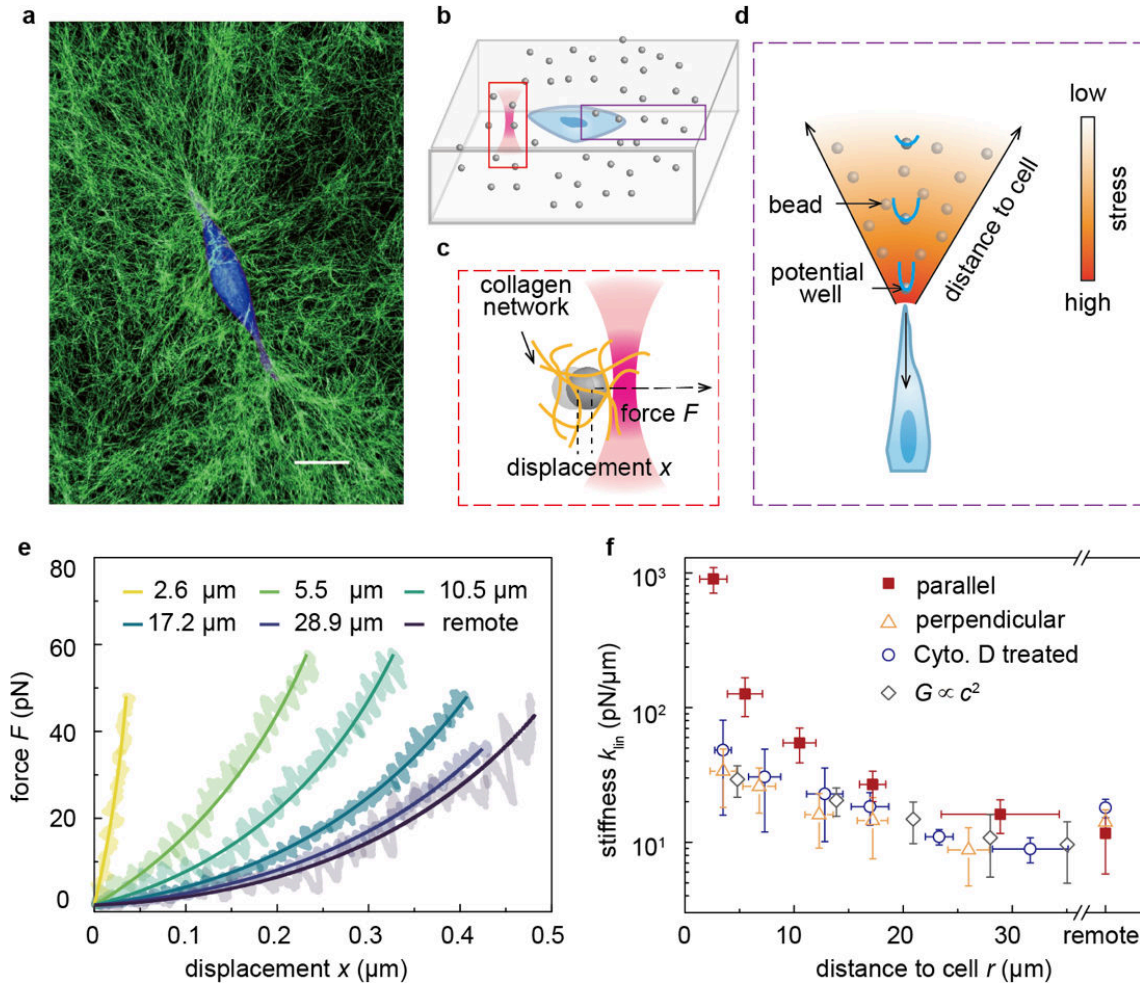 a
b
d
low
stress
high
bead
potential
well
distance to cell
c
collagen
network
force F
displacement x
e
80
60
40
20
0
force F (pN)
2.6 μm
5.5 μm
10.5 μm
17.2 μm
28.9 μm
remote
0
0.1
0.2
0.3
0.4
0.5
displacement x (μm)
f
10³
10²
10¹
stiffness k_lin (pN/μm)
parallel
perpendicular
Cyto. D treated
G ∝ c²
0
10
20
30
remote
distance to cell r (μm)